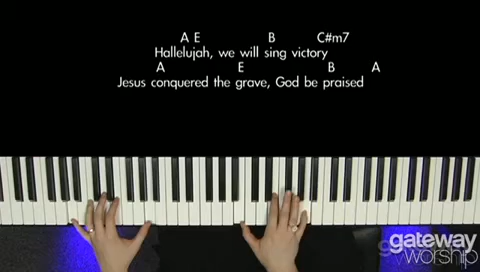 A E B C#m7
Hallelujah, we will sing victory
A E B A
Jesus conquered the grave, God be praised
gateway
worship